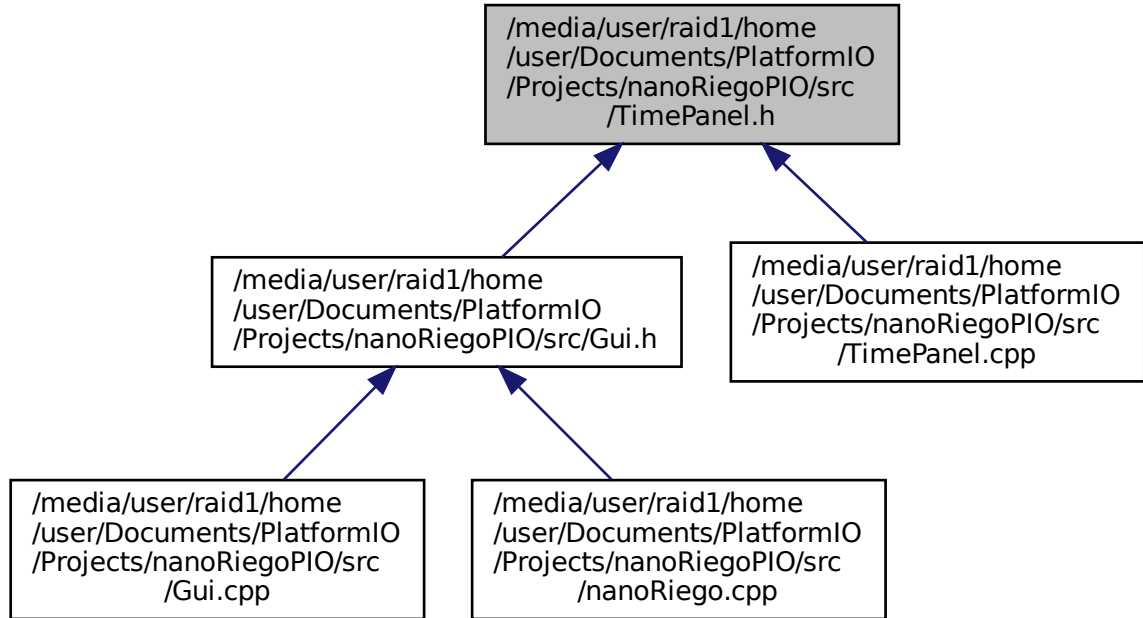 /media/user/raid1/home
/user/Documents/PlatformIO
/Projects/nanoRiegoPIO/src
/TimePanel.h
/media/user/raid1/home
/user/Documents/PlatformIO
/Projects/nanoRiegoPIO/src/Gui.h
/media/user/raid1/home
/user/Documents/PlatformIO
/Projects/nanoRiegoPIO/src
/TimePanel.cpp
/media/user/raid1/home
/user/Documents/PlatformIO
/Projects/nanoRiegoPIO/src
/Gui.cpp
/media/user/raid1/home
/user/Documents/PlatformIO
/Projects/nanoRiegoPIO/src
/nanoRiego.cpp